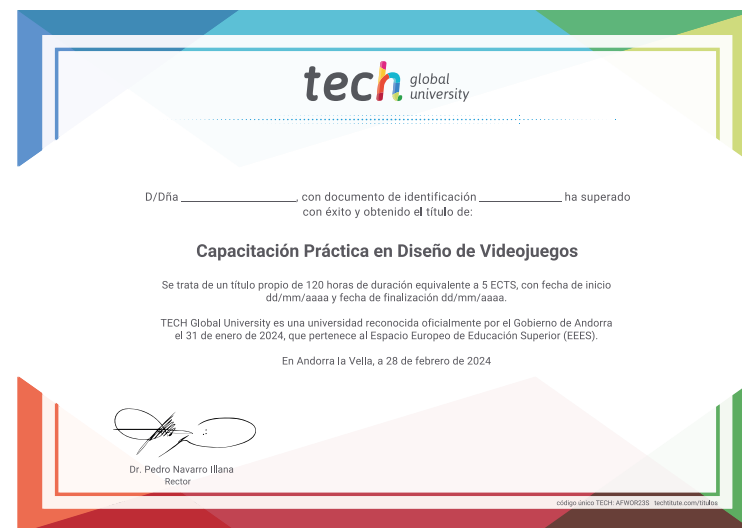 tech global university
D/Dña ________________, con documento de identificación ____________ ha superado
con éxito y obtenido el título de:
Capacitación Práctica en Diseño de Videojuegos
Se trata de un título propio de 120 horas de duración equivalente a 5 ECTS, con fecha de inicio
dd/mm/aaaa y fecha de finalización dd/mm/aaaa.
TECH Global University es una universidad reconocida oficialmente por el Gobierno de Andorra
el 31 de enero de 2024, que pertenece al Espacio Europeo de Educación Superior (EEES).
En Andorra la Vella, a 28 de febrero de 2024
Dr. Pedro Navarro Illana
Rector
código único TECH: AFWOR23S techtitute.com/titulos